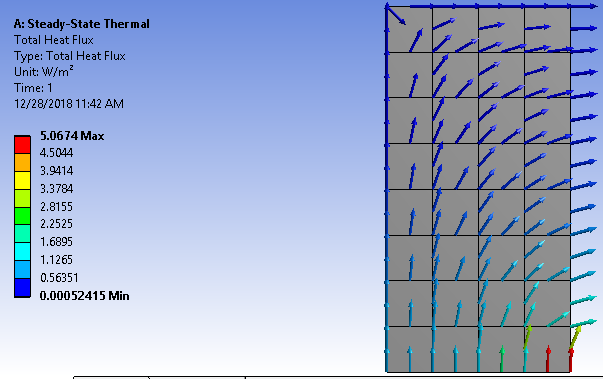 A: Steady-State Thermal
Total Heat Flux
Type: Total Heat Flux
Unit: W/m²
Time: 1
12/28/2018 11:42 AM
5.0674 Max
4.5044
3.9414
3.3784
2.8155
2.2525
1.6895
1.1265
0.56351
0.00052415 Min